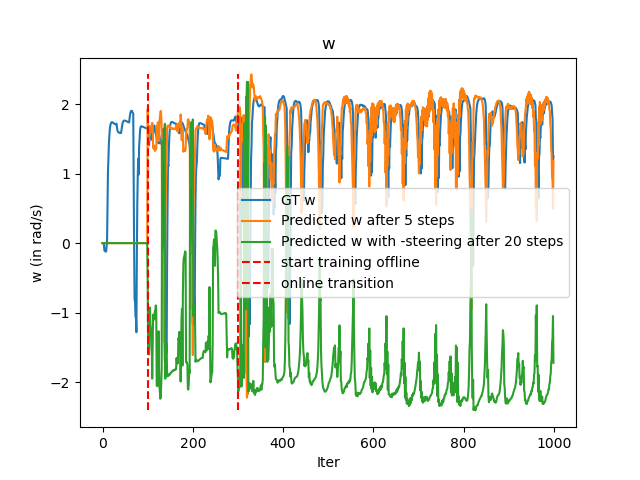 w
w (in rad/s)
2
1
0
−1
−2
GT w
Predicted w after 5 steps
Predicted w with -steering after 20 steps
start training offline
online transition
0
200
400
600
800
1000
Iter